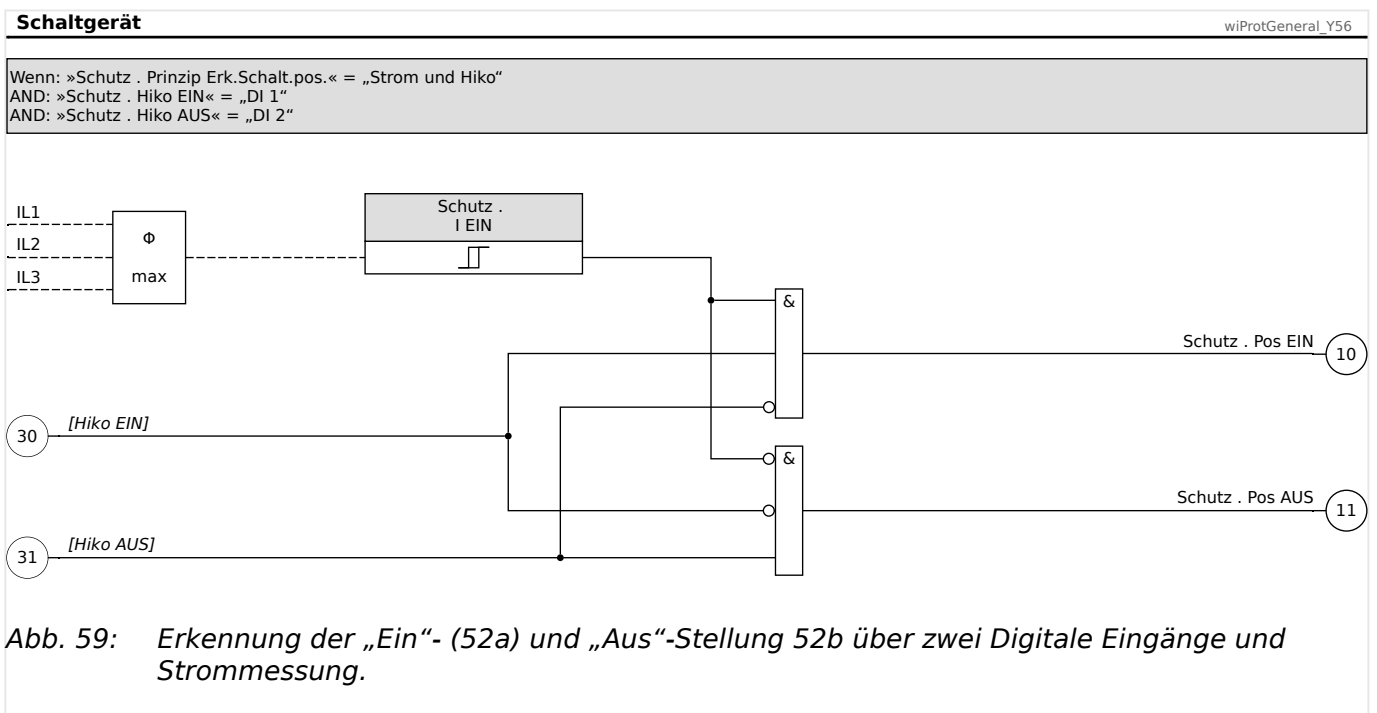 Schaltgerät
wiProtGeneral_Y56
Wenn: »Schutz . Prinzip Erk.Schalt.pos.« = „Strom und Hiko“
AND: »Schutz . Hiko EIN« = „DI 1“
AND: »Schutz . Hiko AUS« = „DI 2“
IL1
IL2
IL3
Φ
max
Schutz .
I EIN
&
Schutz . Pos EIN
10
30
[Hiko EIN]
&
Schutz . Pos AUS
11
31
[Hiko AUS]
Abb. 59: Erkennung der „Ein“- (52a) und „Aus“-Stellung 52b über zwei Digitale Eingänge und
Strommessung.